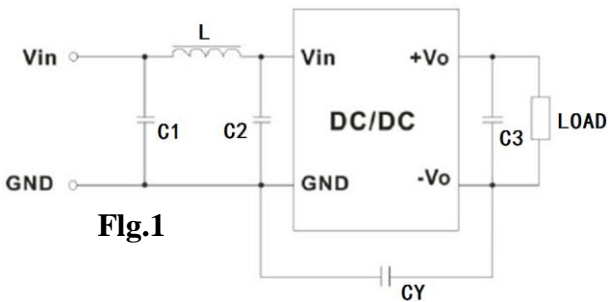 L
Vin
Vin
+Vo
C1
C2
DC/DC
C3
LOAD
GND
GND
-Vo
Flg.1
CY